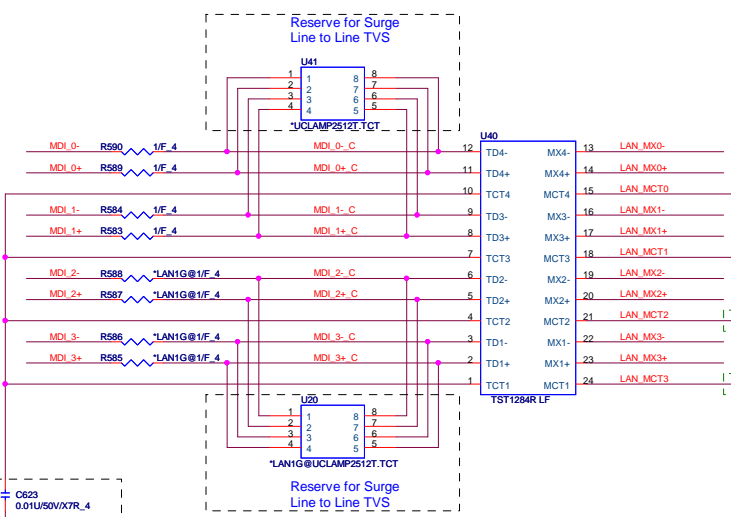 Reserve for Surge
Line to Line TVS
U41
1 1 8 8
2 2 7 7
3 3 6 6
4 4 5 5
*UCLAMP2512T.TCT
U40
MDI_0- R590 1/F_4 MDI_0-_C 12 TD4- MX4- 13 LAN_MX0-
MDI_0+ R589 1/F_4 MDI_0+_C 11 TD4+ MX4+ 14 LAN_MX0+
10 TCT4 MCT4 15 LAN_MCT0
MDI_1- R584 1/F_4 MDI_1-_C 9 TD3- MX3- 16 LAN_MX1-
MDI_1+ R583 1/F_4 MDI_1+_C 8 TD3+ MX3+ 17 LAN_MX1+
7 TCT3 MCT3 18 LAN_MCT1
MDI_2- R588 *LAN1G@1/F_4 MDI_2-_C 6 TD2- MX2- 19 LAN_MX2-
MDI_2+ R587 *LAN1G@1/F_4 MDI_2+_C 5 TD2+ MX2+ 20 LAN_MX2+
4 TCT2 MCT2 21 LAN_MCT2
MDI_3- R586 *LAN1G@1/F_4 MDI_3-_C 3 TD1- MX1- 22 LAN_MX3-
MDI_3+ R585 *LAN1G@1/F_4 MDI_3+_C 2 TD1+ MX1+ 23 LAN_MX3+
1 TCT1 MCT1 24 LAN_MCT3
TST1284R LF
U20
1 1 8 8
2 2 7 7
3 3 6 6
4 4 5 5
*LAN1G@UCLAMP2512T.TCT
Reserve for Surge
Line to Line TVS
C623
0.01U/50V/X7R_4